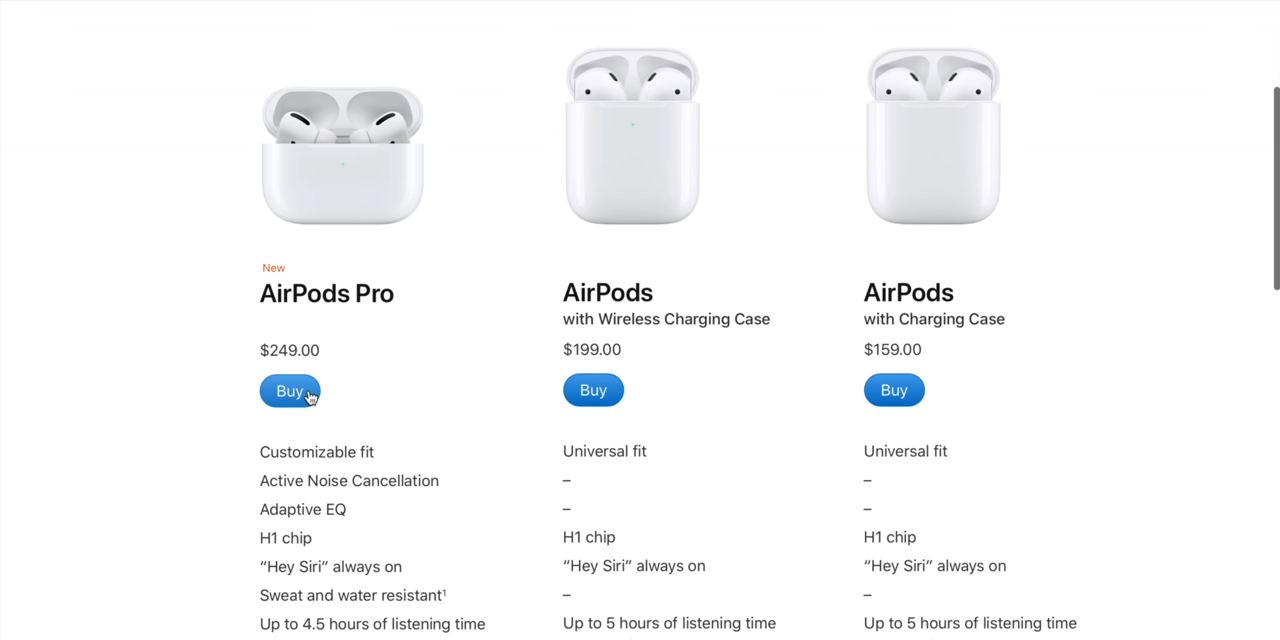 New
AirPods Pro
$249.00
Buy
Customizable fit
Active Noise Cancellation
Adaptive EQ
H1 chip
“Hey Siri” always on
Sweat and water resistant¹
Up to 4.5 hours of listening time
AirPods
with Wireless Charging Case
$199.00
Buy
Universal fit
–
–
H1 chip
“Hey Siri” always on
–
Up to 5 hours of listening time
AirPods
with Charging Case
$159.00
Buy
Universal fit
–
–
H1 chip
“Hey Siri” always on
–
Up to 5 hours of listening time